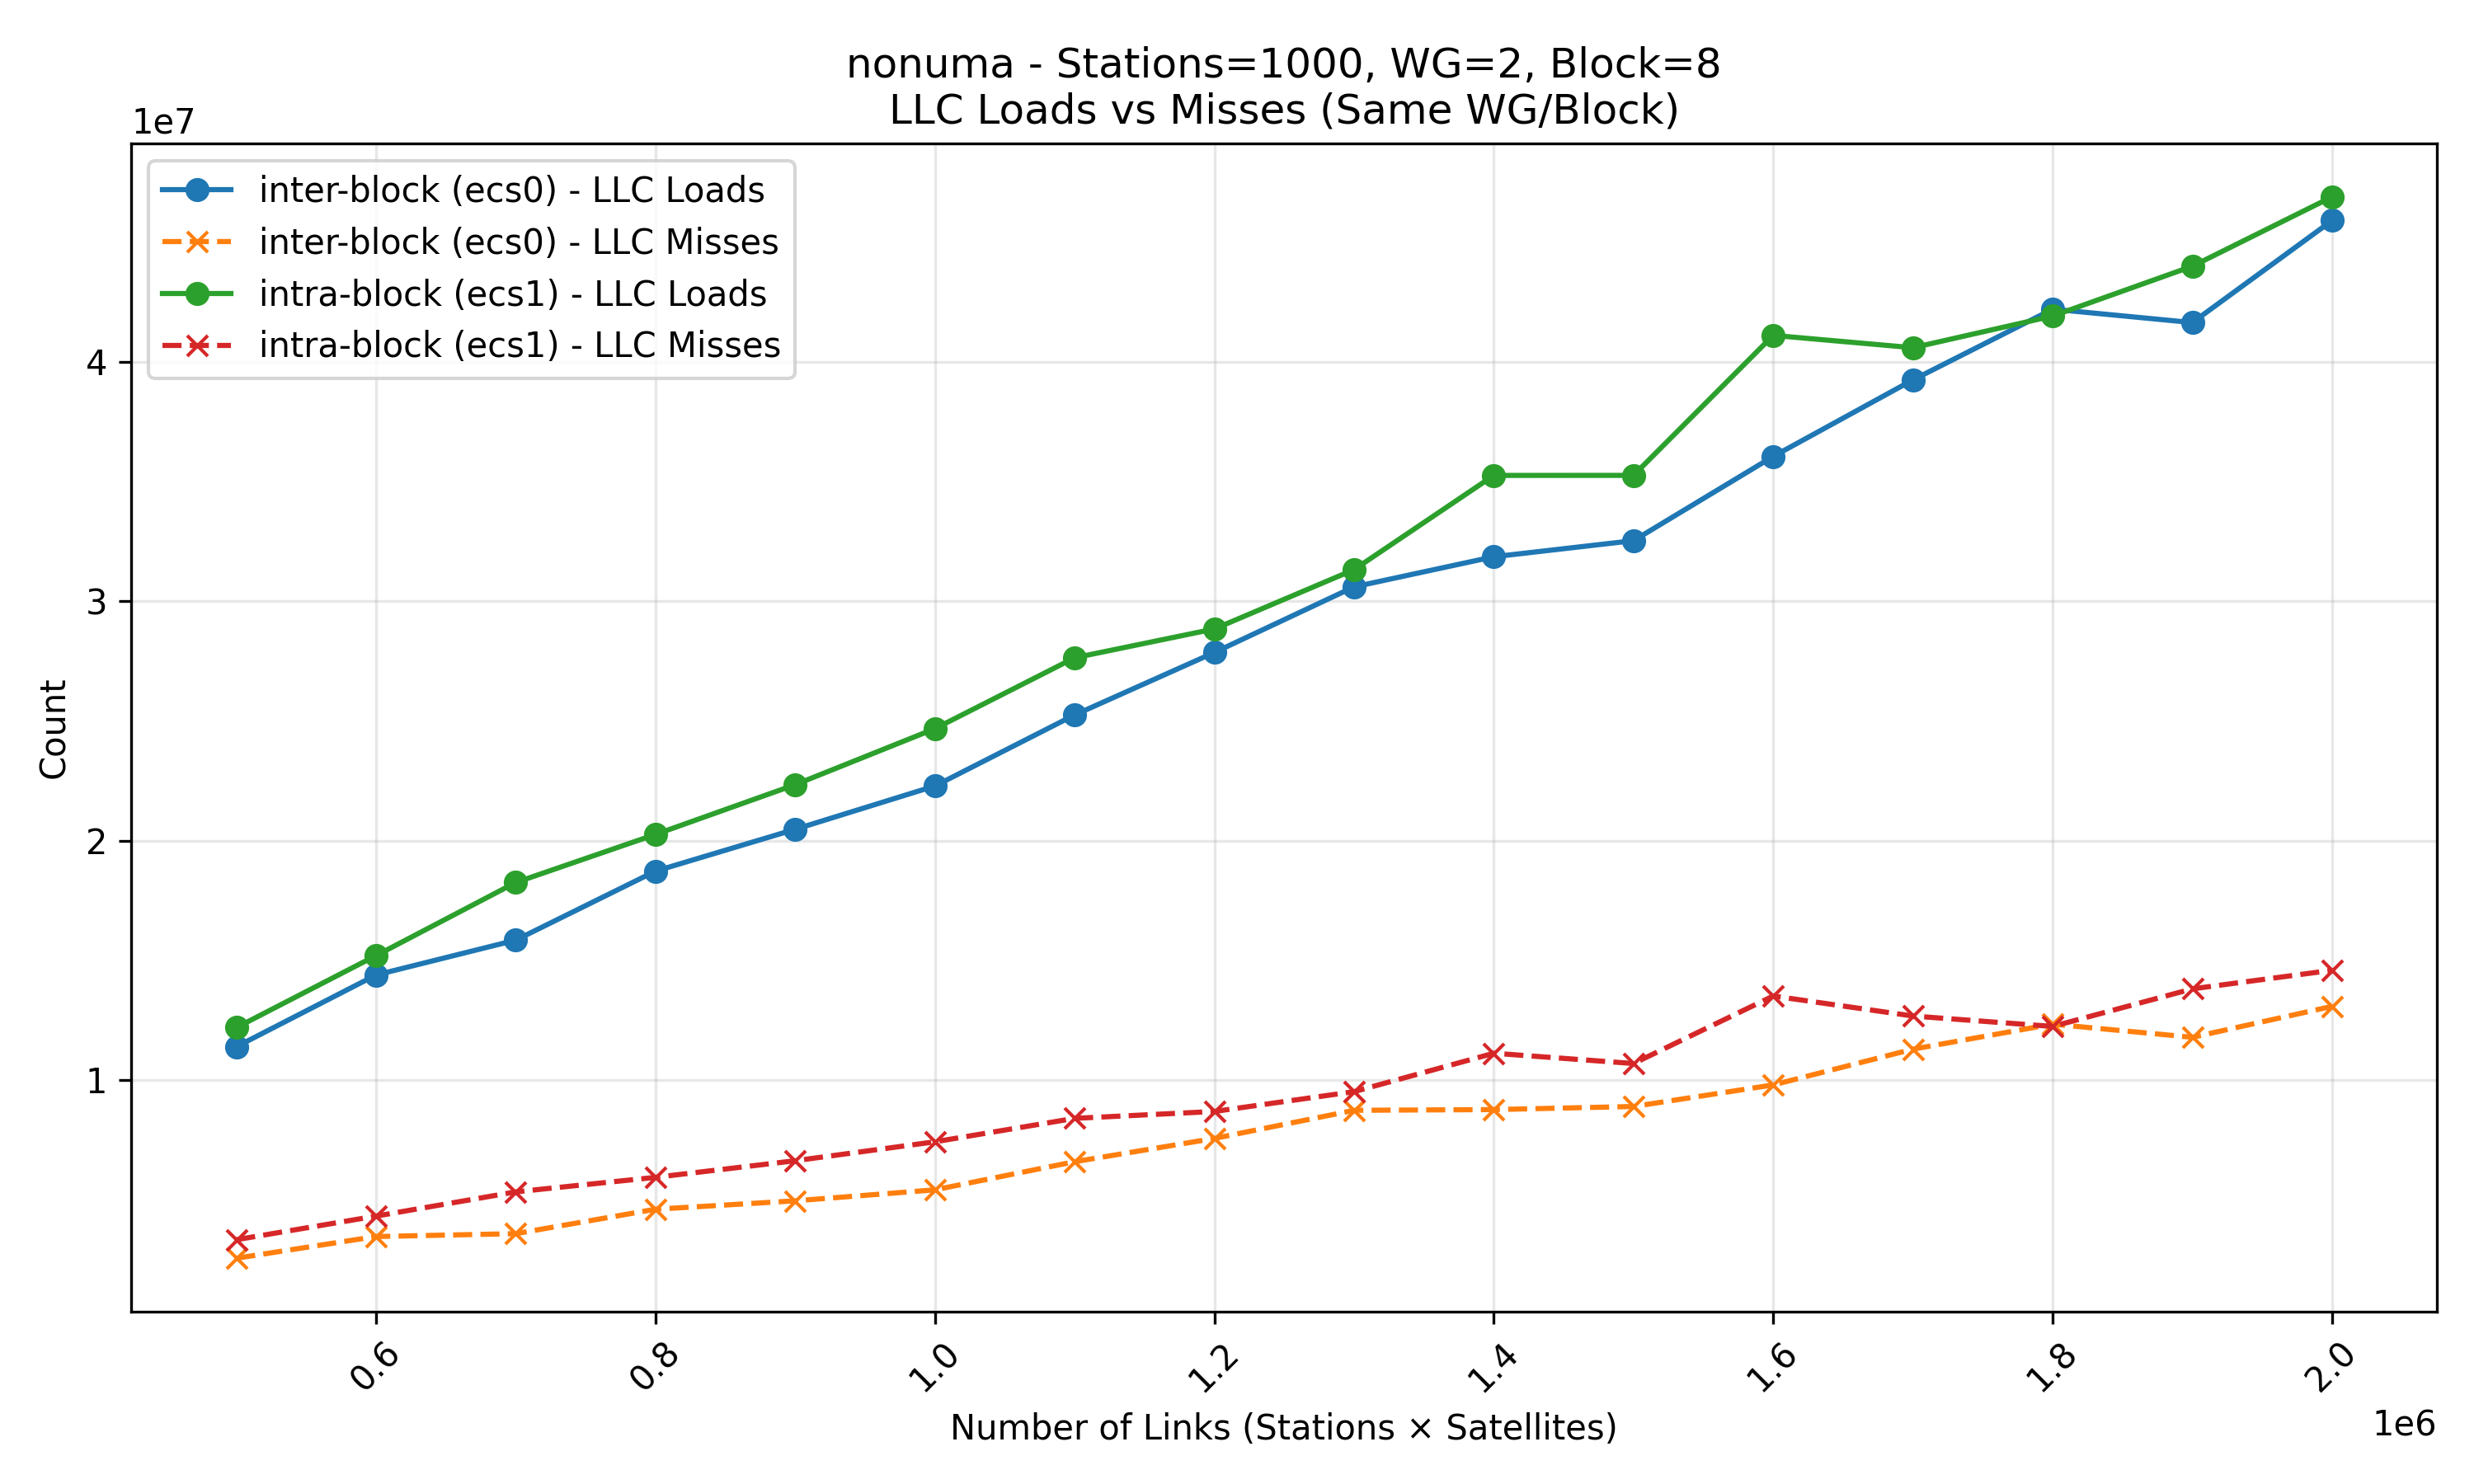 nonuma - Stations=1000, WG=2, Block=8
LLC Loads vs Misses (Same WG/Block)
1e7
inter-block (ecs0) - LLC Loads
inter-block (ecs0) - LLC Misses
intra-block (ecs1) - LLC Loads
intra-block (ecs1) - LLC Misses
4
3
2
1
Count
0.6
0.8
1.0
1.2
1.4
1.6
1.8
2.0
Number of Links (Stations × Satellites)
1e6